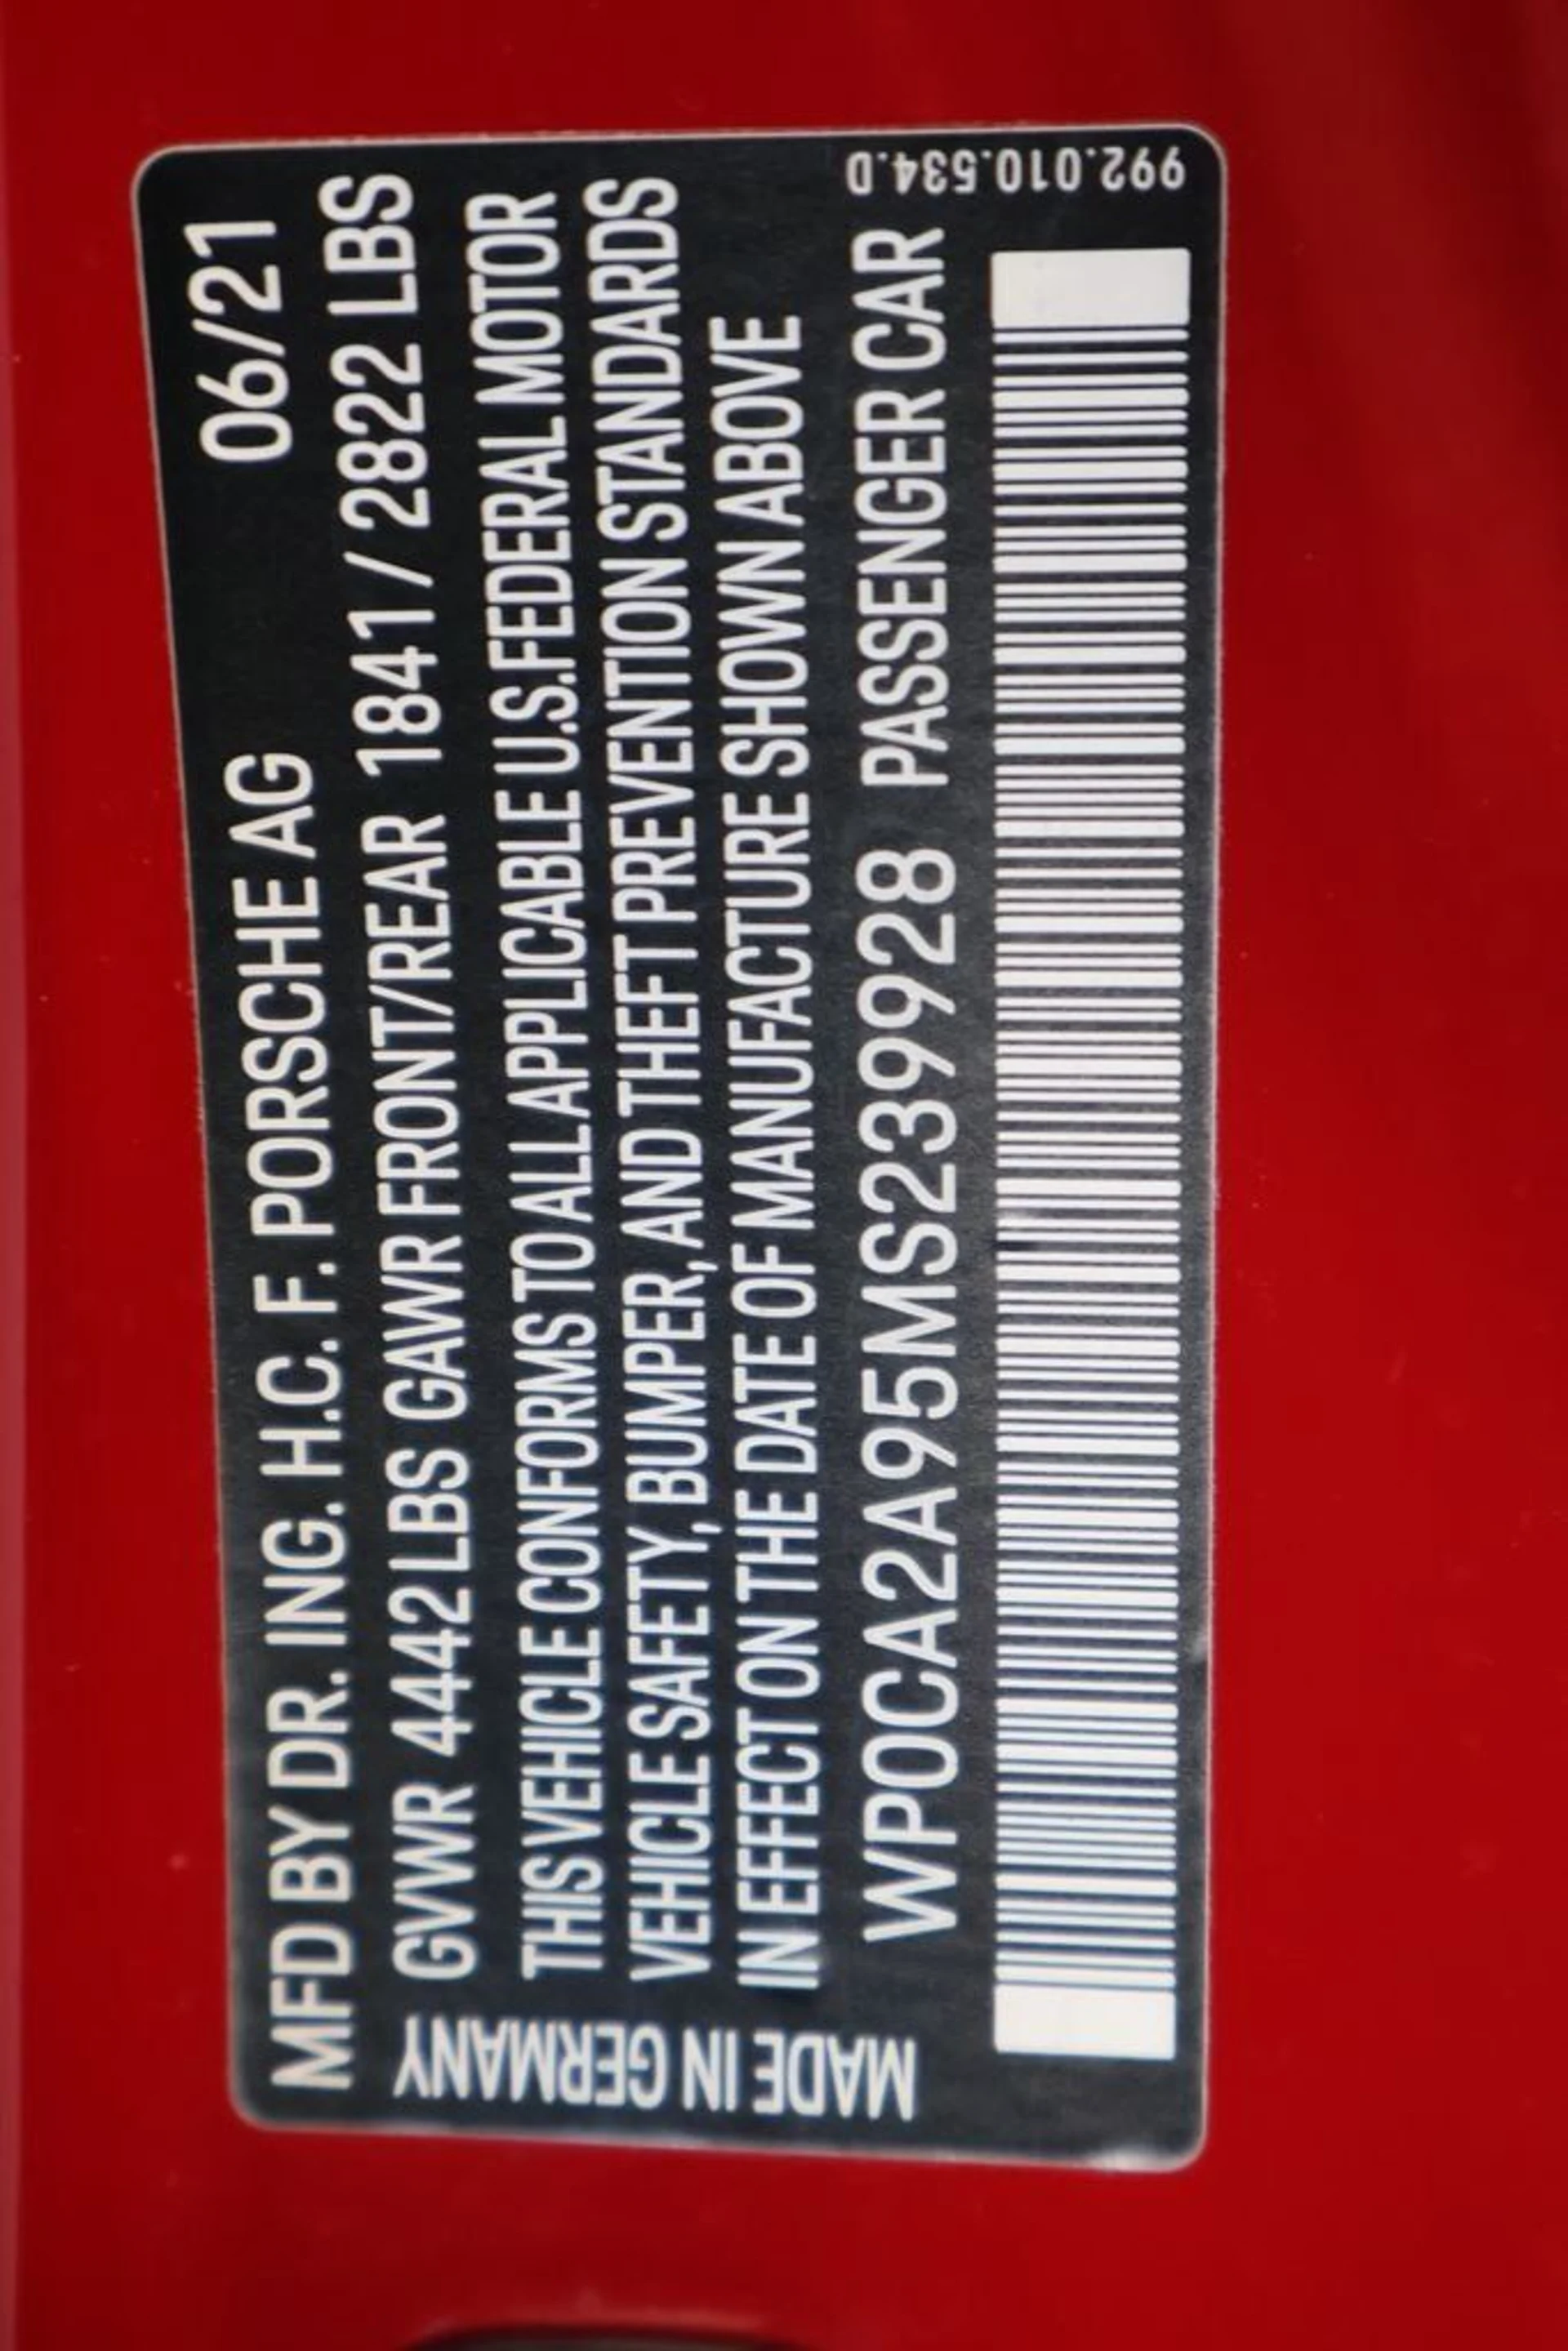 MFD BY DR. ING. H.C. F. PORSCHE AG 06/21
GVWR 4442 LBS GAWR FRONT/REAR 1841 / 2822 LBS
THIS VEHICLE CONFORMS TO ALL APPLICABLE U.S.FEDERAL MOTOR
VEHICLE SAFETY, BUMPER, AND THEFT PREVENTION STANDARDS
IN EFFECT ON THE DATE OF MANUFACTURE SHOWN ABOVE
WP0CA2A95MS239928 PASSENGER CAR
MADE IN GERMANY
992.010.534.D